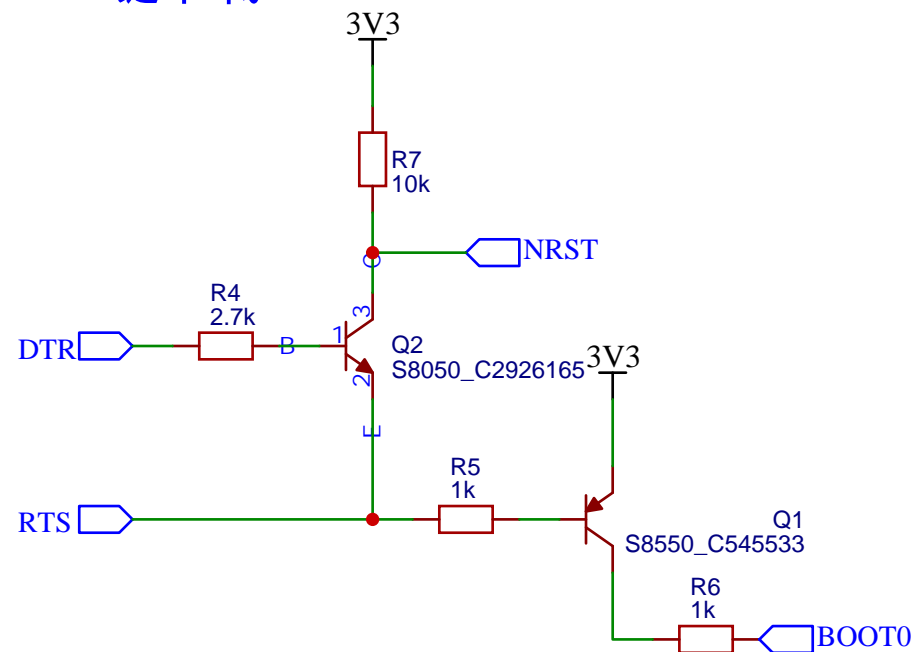 3V3
R7
10k
NRST
C
R4
2.7k
3
1
DTR
B
Q2
S8050_C2926165
2
3V3
E
R5
1k
RTS
Q1
S8550_C545533
R6
1k
BOOT0